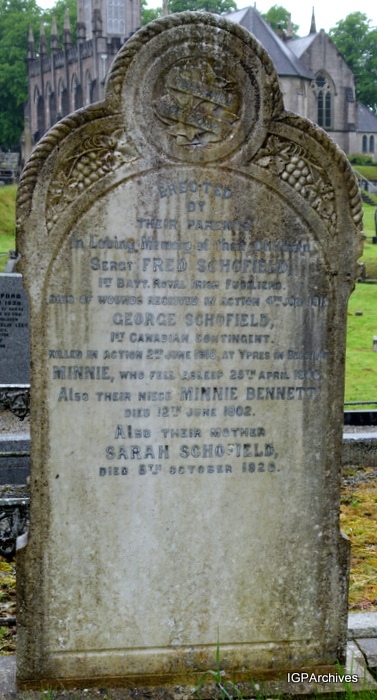 ERECTED
BY
THEIR PARENTS
In Loving Memory of their Children
SERGT FRED SCHOFIELD
1ST BATT. ROYAL IRISH FUSILIERS.
DIED OF WOUNDS RECEIVED IN ACTION
GEORGE SCHOFIELD,
1ST CANADIAN CONTINGENT.
KILLED IN ACTION 2ND JUNE 1916, AT YPRES IN BELGIUM
MINNIE, WHO FELL ASLEEP 25TH APRIL
ALSO THEIR NIECE MINNIE BENNETT
DIED 12TH JUNE 1902.
ALSO THEIR MOTHER
SARAH SCHOFIELD,
DIED 8TH OCTOBER 1926.
IGPArchives